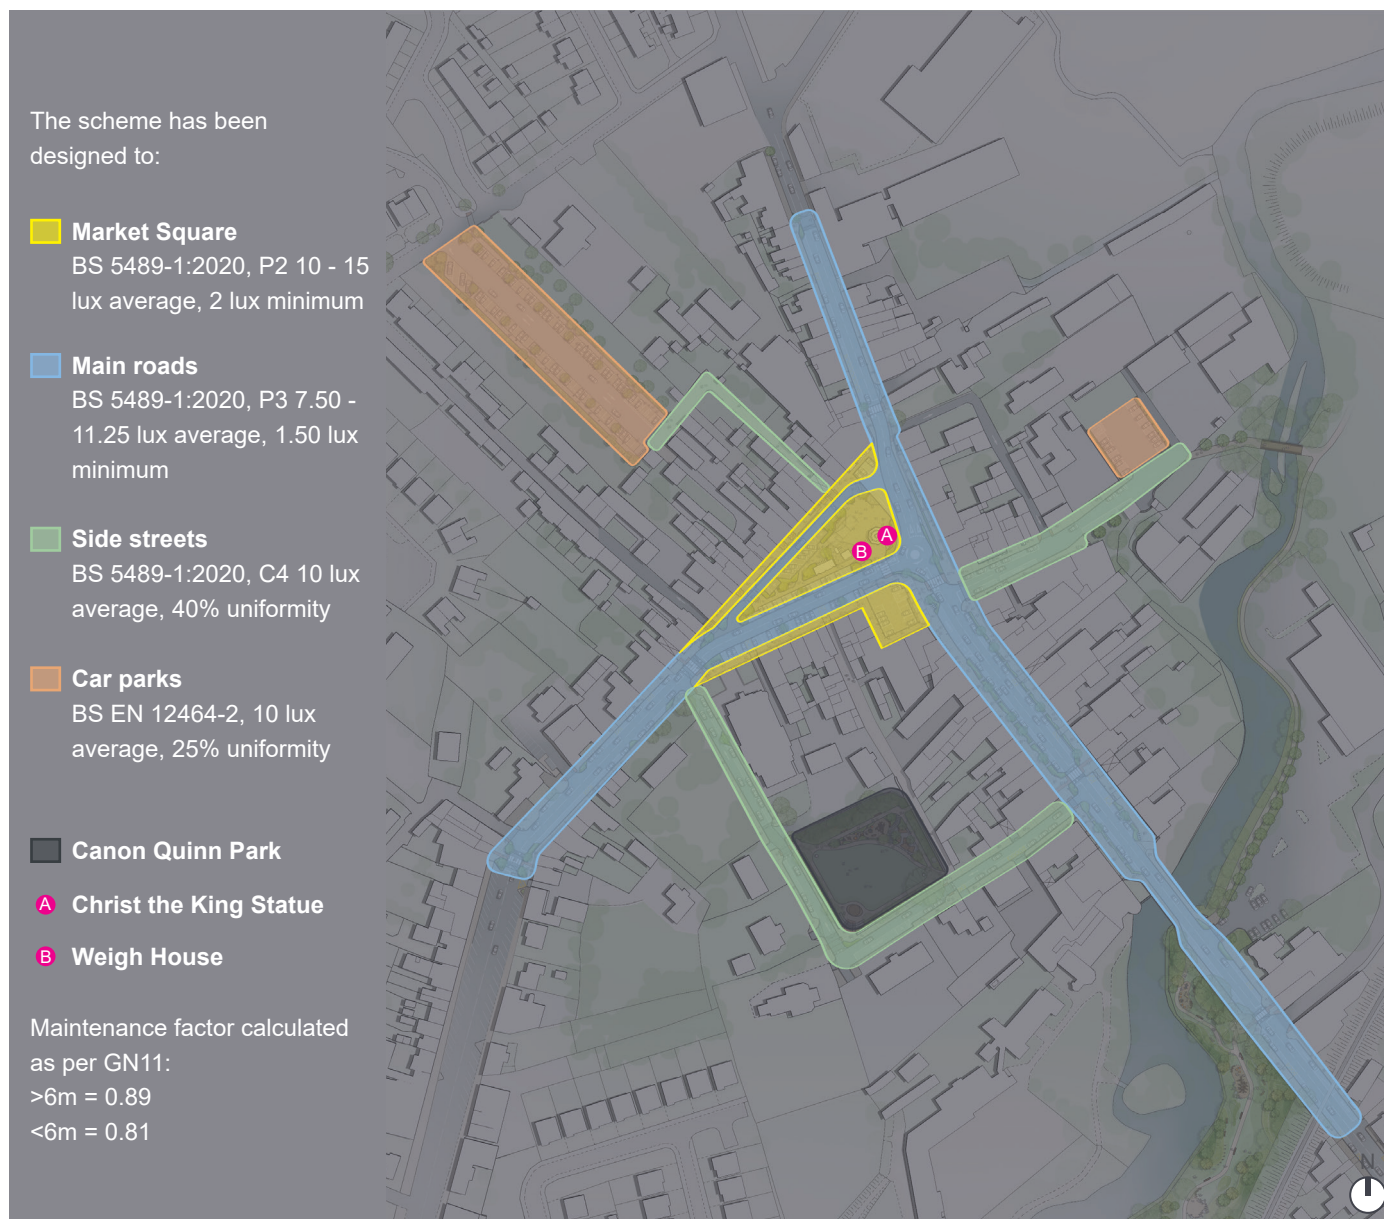 The scheme has been
designed to:
Market Square
BS 5489-1:2020, P2 10 - 15
lux average, 2 lux minimum
Main roads
BS 5489-1:2020, P3 7.50 -
11.25 lux average, 1.50 lux
minimum
Side streets
BS 5489-1:2020, C4 10 lux
average, 40% uniformity
Car parks
BS EN 12464-2, 10 lux
average, 25% uniformity
Canon Quinn Park
A Christ the King Statue
B Weigh House
Maintenance factor calculated
as per GN11:
>6m = 0.89
<6m = 0.81
A
B
N